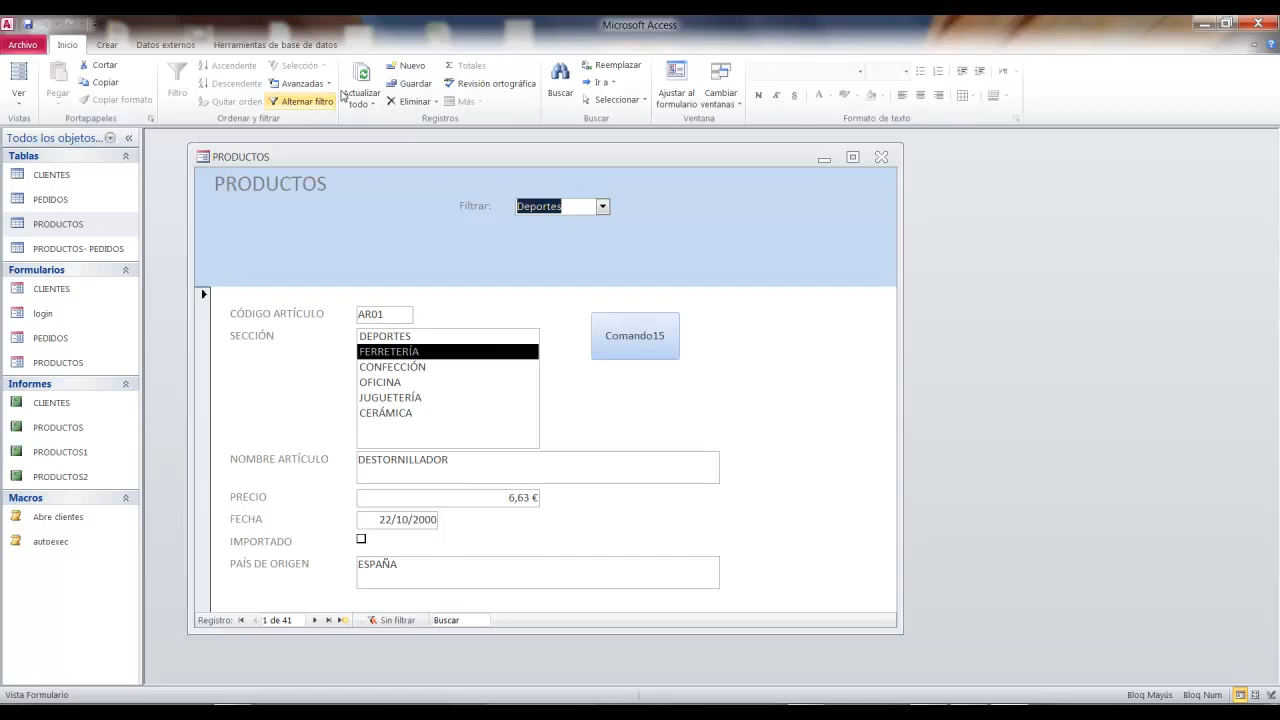 Microsoft Access
Archivo Inicio Crear Datos externos Herramientas de base de datos
Ver
Vistas
Pegar
Cortar
Copiar
Copiar formato
Portapapeles
Filtro
Ascendente
Descendente
Quitar orden
Selección
Avanzadas
Alternar filtro
Ordenar y filtrar
Actualizar
todo
Nuevo
Guardar
Eliminar
Totales
Revisión ortográfica
Más
Registros
Buscar
Reemplazar
Ir a
Seleccionar
Buscar
Ajustar al
formulario
Cambiar
ventanas
Ventana
N K S
Formato de texto
Todos los objetos...
Tablas
CLIENTES
PEDIDOS
PRODUCTOS
PRODUCTOS- PEDIDOS
Formularios
CLIENTES
login
PEDIDOS
PRODUCTOS
Informes
CLIENTES
PRODUCTOS
PRODUCTOS1
PRODUCTOS2
Macros
Abre clientes
autoexec
PRODUCTOS
PRODUCTOS
Filtrar: Deportes
CÓDIGO ARTÍCULO AR01
SECCIÓN DEPORTES
FERRETERÍA
CONFECCIÓN
OFICINA
JUGUETERÍA
CERÁMICA
Comando15
NOMBRE ARTÍCULO DESTORNILLADOR
PRECIO 6,63 €
FECHA 22/10/2000
IMPORTADO
PAÍS DE ORIGEN ESPAÑA
Registro: 1 de 41 Sin filtrar Buscar
Vista Formulario Bloq Mayús Bloq Num